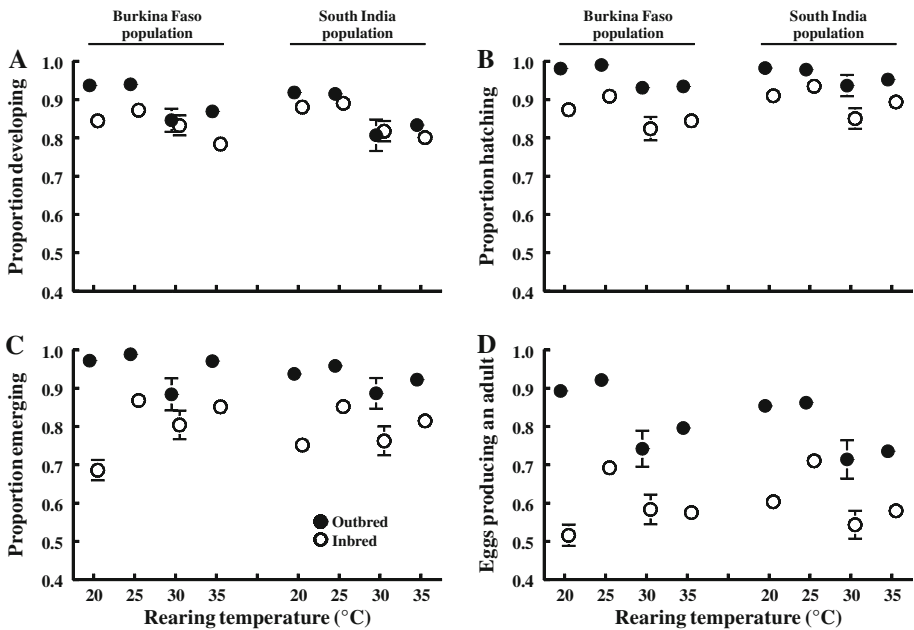 Burkina Faso
population
South India
population
Burkina Faso
population
South India
population
A
Proportion developing
1.0
0.9
0.8
0.7
0.6
0.5
0.4
B
Proportion hatching
1.0
0.9
0.8
0.7
0.6
0.5
0.4
C
Proportion emerging
1.0
0.9
0.8
0.7
0.6
0.5
0.4
Outbred
Inbred
20 25 30 35 20 25 30 35
Rearing temperature (°C)
D
Eggs producing an adult
1.0
0.9
0.8
0.7
0.6
0.5
0.4
20 25 30 35 20 25 30 35
Rearing temperature (°C)